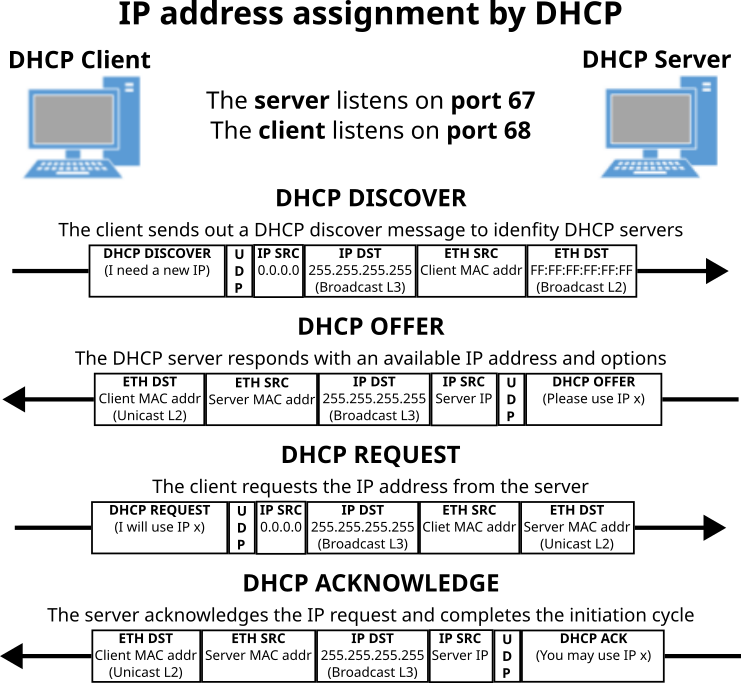 IP address assignment by DHCP
DHCP Client
DHCP Server
The server listens on port 67
The client listens on port 68
DHCP DISCOVER
The client sends out a DHCP discover message to idenfity DHCP servers
DHCP DISCOVER
(I need a new IP)
U
D
P
IP SRC
0.0.0.0
IP DST
255.255.255.255
(Broadcast L3)
ETH SRC
Client MAC addr
ETH DST
FF:FF:FF:FF:FF:FF
(Broadcast L2)
DHCP OFFER
The DHCP server responds with an available IP address and options
ETH DST
Client MAC addr
(Unicast L2)
ETH SRC
Server MAC addr
IP DST
255.255.255.255
(Broadcast L3)
IP SRC
Server IP
U
D
P
DHCP OFFER
(Please use IP x)
DHCP REQUEST
The client requests the IP address from the server
DHCP REQUEST
(I will use IP x)
U
D
P
IP SRC
0.0.0.0
IP DST
255.255.255.255
(Broadcast L3)
ETH SRC
Cliet MAC addr
ETH DST
Server MAC addr
(Unicast L2)
DHCP ACKNOWLEDGE
The server acknowledges the IP request and completes the initiation cycle
ETH DST
Client MAC addr
(Unicast L2)
ETH SRC
Server MAC addr
IP DST
255.255.255.255
(Broadcast L3)
IP SRC
Server IP
U
D
P
DHCP ACK
(You may use IP x)